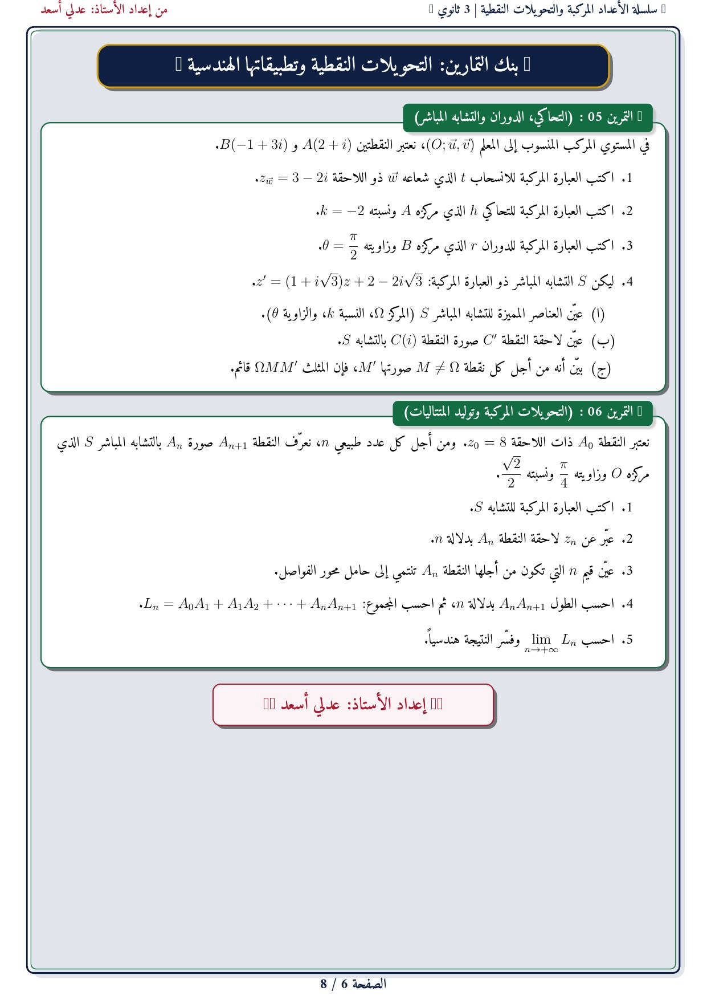 سلسلة الأعداد المركبة والتحويلات النقطية | 3 ثانوي
من إعداد الأستاذ: عدلي أسعد
بنك التمارين: التحويلات النقطية وتطبيقاتها الهندسية
التمرين 05 : (التحاكي، الدوران والتشابه المباشر)
في المستوي المركب المنسوب إلى المعلم $(O; \vec{u}, \vec{v})$، نعتبر النقطتين $A(2+i)$ و $B(-1+3i)$.
1. اكتب العبارة المركبة للانسحاب $t$ الذي شعاعه $\vec{w}$ ذو اللاحقة $z_{\vec{w}} = 3 - 2i$.
2. اكتب العبارة المركبة للتحاكي $h$ الذي مركزه $A$ ونسبته $k = -2$.
3. اكتب العبارة المركبة للدوران $r$ الذي مركزه $B$ وزاويته $\theta = \dfrac{\pi}{2}$.
4. ليكن $S$ التشابه المباشر ذو العبارة المركبة: $z' = (1 + i\sqrt{3})z + 2 - 2i\sqrt{3}$.
(ا) عيّن العناصر المميزة للتشابه المباشر $S$ (المركز $\Omega$، النسبة $k$، والزاوية $\theta$).
(ب) عيّن لاحقة النقطة $C'$ صورة النقطة $C(i)$ بالتشابه $S$.
(ج) بيّن أنه من أجل كل نقطة $M \neq \Omega$ صورتها $M'$، فإن المثلث $\Omega M M'$ قائم.
التمرين 06 : (التحويلات المركبة وتوليد المتتاليات)
نعتبر النقطة $A_0$ ذات اللاحقة $z_0 = 8$. ومن أجل كل عدد طبيعي $n$، نعرّف النقطة $A_{n+1}$ صورة $A_n$ بالتشابه المباشر $S$ الذي
مركزه $O$ وزاويته $\dfrac{\pi}{4}$ ونسبته $\dfrac{\sqrt{2}}{2}$.
1. اكتب العبارة المركبة للتشابه $S$.
2. عبّر عن $z_n$ لاحقة النقطة $A_n$ بدلالة $n$.
3. عيّن قيم $n$ التي تكون من أجلها النقطة $A_n$ تنتمي إلى حامل محور الفواصل.
4. احسب الطول $A_nA_{n+1}$ بدلالة $n$، ثم احسب المجموع: $L_n = A_0A_1 + A_1A_2 + \cdots + A_nA_{n+1}$.
5. احسب $\lim\limits_{n \to +\infty} L_n$ وفسّر النتيجة هندسياً.
إعداد الأستاذ: عدلي أسعد
الصفحة 6 / 8